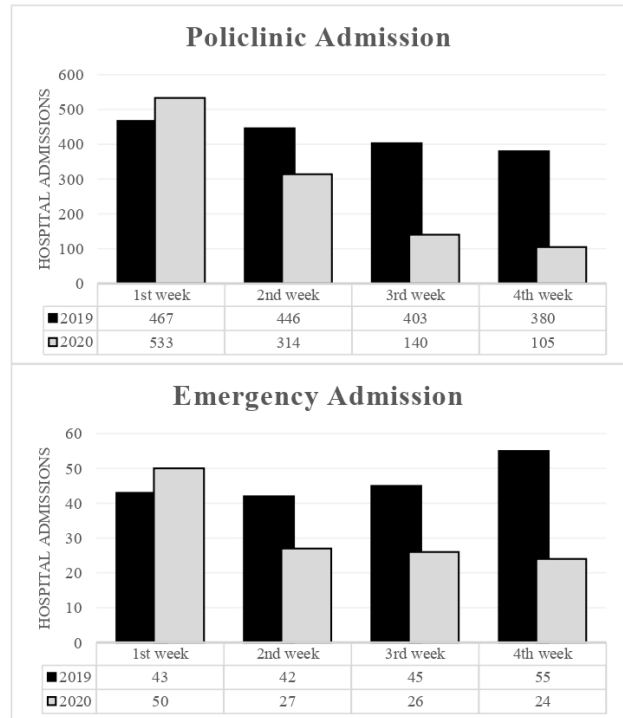 Policlinic Admission
HOSPITAL ADMISSIONS
600
500
400
300
200
100
0
1st week 2nd week 3rd week 4th week
2019 467 446 403 380
2020 533 314 140 105
Emergency Admission
HOSPITAL ADMISSIONS
60
50
40
30
20
10
0
1st week 2nd week 3rd week 4th week
2019 43 42 45 55
2020 50 27 26 24